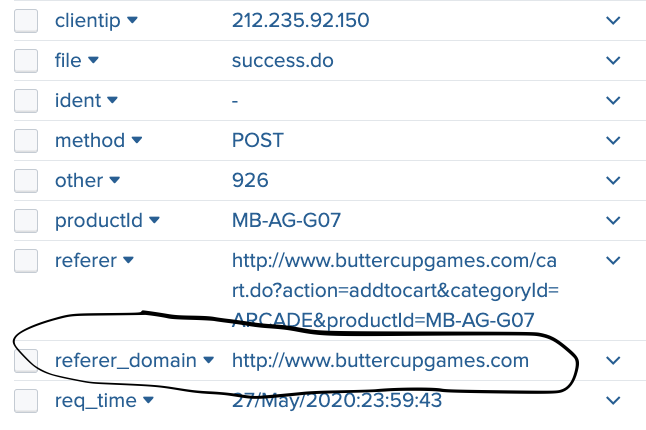 clientip 212.235.92.150
file success.do
ident -
method POST
other 926
productId MB-AG-G07
referer http://www.buttercupgames.com/ca
rt.do?action=addtocart&categoryId=
ARCADE&productId=MB-AG-G07
referer_domain http://www.buttercupgames.com
req_time 27/May/2020:23:59:43